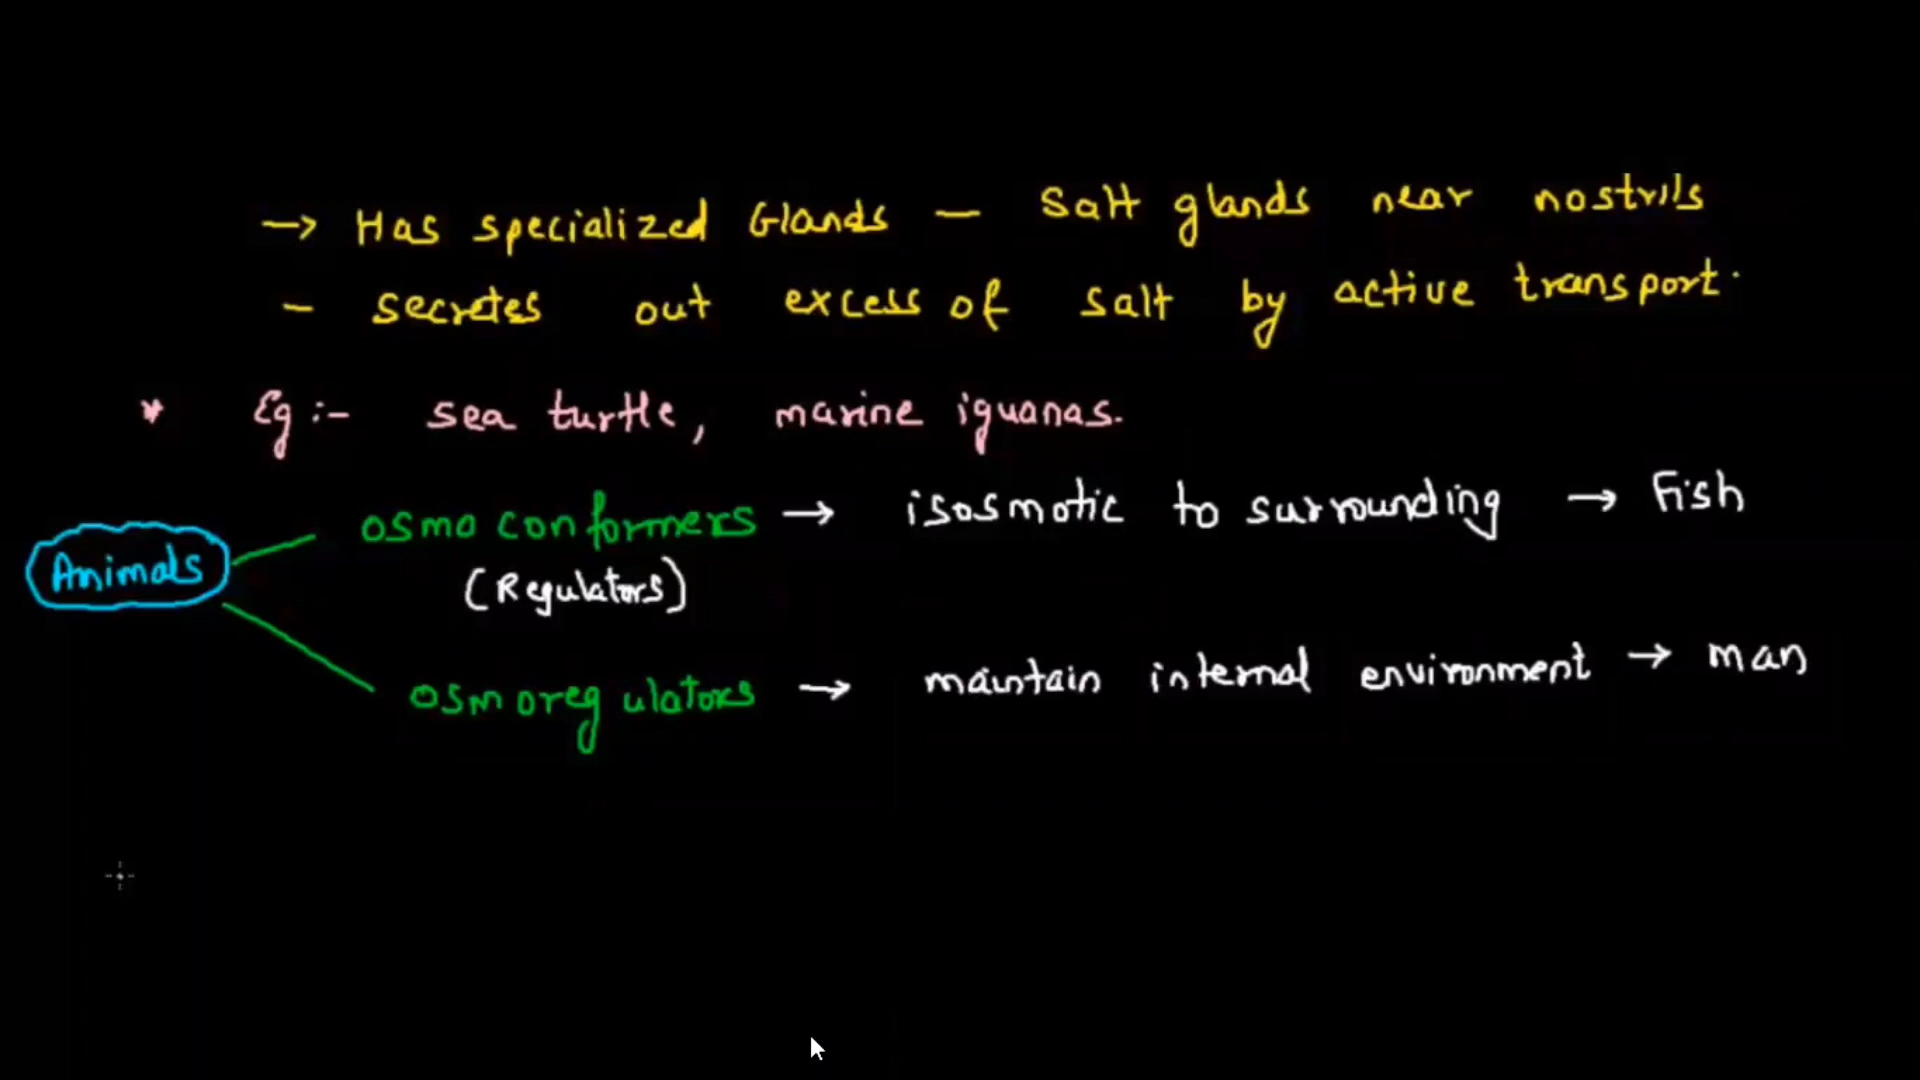 → Has specialized Glands - Salt glands near nostrils
- secretes out excess of salt by active transport.
* Eg :- sea turtle, marine iguanas.
Animals
osmo conformers → isosmotic to surrounding → Fish
(Regulators)
osmoregulators → maintain internal environment → man